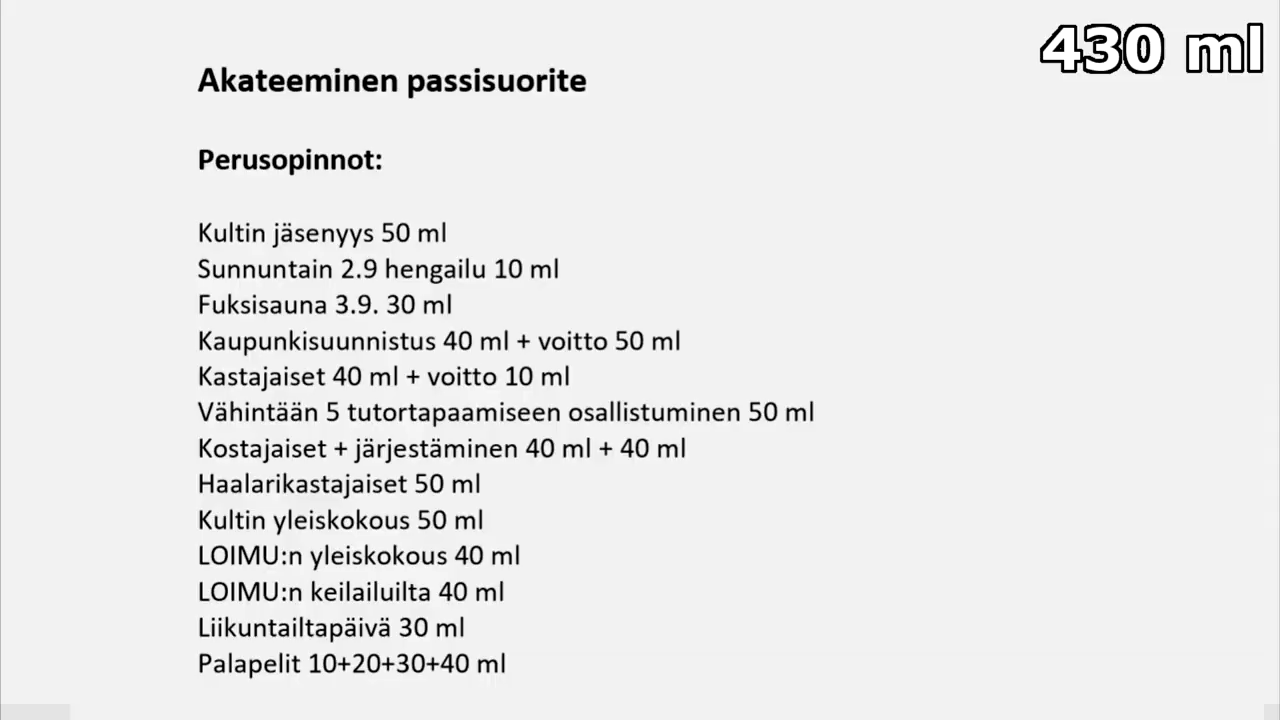 430 ml
Akateeminen passisuorite
Perusopinnot:
Kultin jäsenyys 50 ml
Sunnuntain 2.9 hengailu 10 ml
Fuksisauna 3.9. 30 ml
Kaupunkisuunnistus 40 ml + voitto 50 ml
Kastajaiset 40 ml + voitto 10 ml
Vähintään 5 tutortapaamiseen osallistuminen 50 ml
Kostajaiset + järjestäminen 40 ml + 40 ml
Haalarikastajaiset 50 ml
Kultin yleiskokous 50 ml
LOIMU:n yleiskokous 40 ml
LOIMU:n keilailuilta 40 ml
Liikuntailtapäivä 30 ml
Palapelit 10+20+30+40 ml